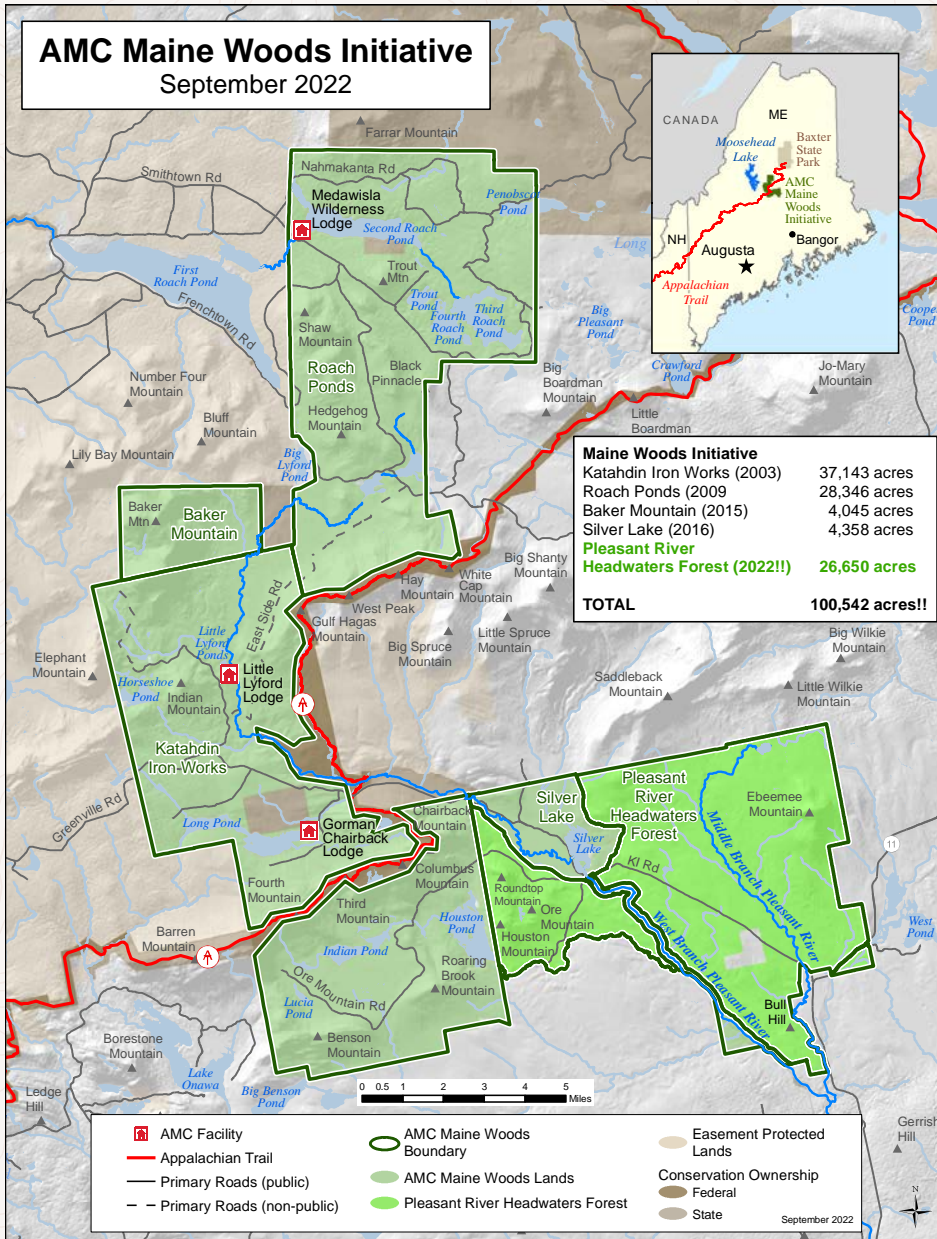 AMC Maine Woods Initiative
September 2022
CANADA
ME
Moosehead
Lake
Baxter
State
Park
AMC
Maine
Woods
Initiative
NH
Augusta
Bangor
Appalachian
Trail
Farrar Mountain
Smithtown Rd
Nahmakanta Rd
Medawisla
Wilderness
Lodge
Penobscot
Pond
Second Roach
Pond
Long
First
Roach Pond
Frenchtown Rd
Trout
Mtn
Trout
Pond
Fourth
Roach
Pond
Third
Roach
Pond
Big
Pleasant
Pond
Cooper
Pond
Shaw
Mountain
Roach
Ponds
Black
Pinnacle
Crawford
Pond
Jo-Mary
Mountain
Number Four
Mountain
Big
Boardman
Mountain
Little
Boardman
Hedgehog
Mountain
Bluff
Mountain
Lily Bay Mountain
Big
Lyford
Pond
Maine Woods Initiative
Katahdin Iron Works (2003) 37,143 acres
Roach Ponds (2009 28,346 acres
Baker Mountain (2015) 4,045 acres
Silver Lake (2016) 4,358 acres
Pleasant River
Headwaters Forest (2022!!) 26,650 acres
TOTAL 100,542 acres!!
Baker
Mtn
Baker
Mountain
East Side Rd
Hay
Mountain
White
Cap
Mountain
Big Shanty
Mountain
West Peak
Gulf Hagas
Mountain
Big Spruce
Mountain
Little Spruce
Mountain
Big Wilkie
Mountain
Little
Lyford
Ponds
Elephant
Mountain
Horseshoe
Pond
Indian
Mountain
Little
Lyford
Lodge
Saddleback
Mountain
Little Wilkie
Mountain
Katahdin
Iron Works
Greenville Rd
Long Pond
Gorman
Chairback
Lodge
Chairback
Mountain
Silver
Lake
Silver
Lake
Pleasant
River
Headwaters
Forest
Ebeemee
Mountain
Middle Branch Pleasant River
11
KI Rd
Columbus
Mountain
Fourth
Mountain
Third
Mountain
Roundtop
Mountain
Ore
Mountain
Houston
Mountain
Houston
Pond
West
Pond
Barren
Mountain
Indian Pond
Roaring
Brook
Mountain
West Branch Pleasant River
Ore Mountain Rd
Lucia
Pond
Bull
Hill
Benson
Mountain
Borestone
Mountain
Lake
Onawa
Big Benson
Pond
Ledge
Hill
Gerrish
Hill
0 0.5 1 2 3 4 5
Miles
AMC Facility
Appalachian Trail
Primary Roads (public)
Primary Roads (non-public)
AMC Maine Woods
Boundary
AMC Maine Woods Lands
Pleasant River Headwaters Forest
Easement Protected
Lands
Conservation Ownership
Federal
State
September 2022
N